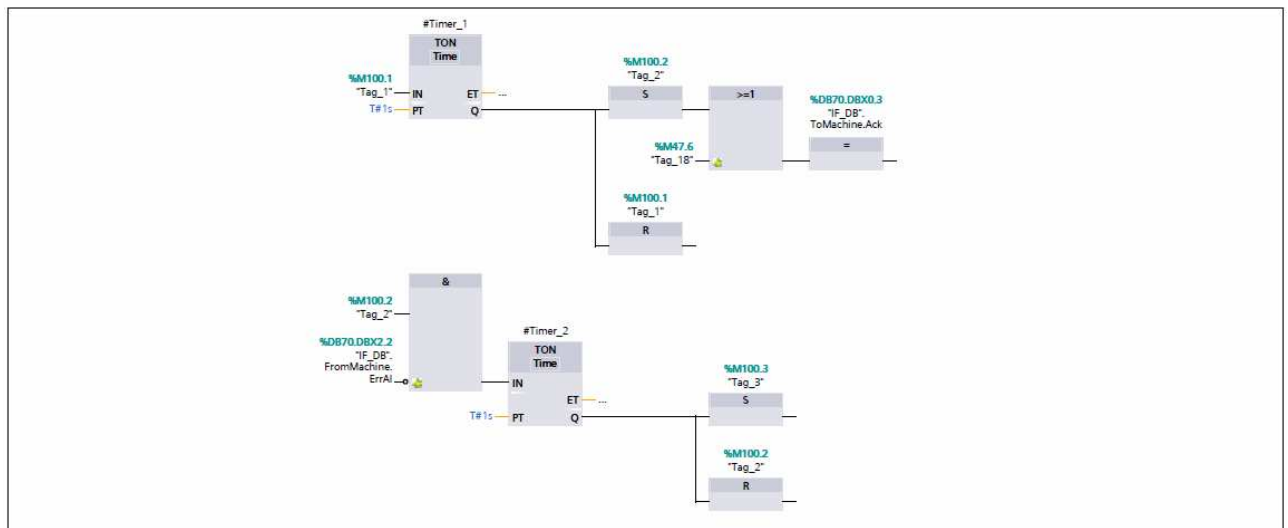 #Timer_1
TON
Time
%M100.1
"Tag_1"
IN
ET
...
T#1s
PT
Q
%M100.2
"Tag_2"
S
>=1
%M47.6
"Tag_18"
%DB70.DBX0.3
"IF_DB".
ToMachine.Ack
=
%M100.1
"Tag_1"
R
&
%M100.2
"Tag_2"
%DB70.DBX2.2
"IF_DB".
FromMachine.
ErrAl
#Timer_2
TON
Time
IN
ET
...
T#1s
PT
Q
%M100.3
"Tag_3"
S
%M100.2
"Tag_2"
R